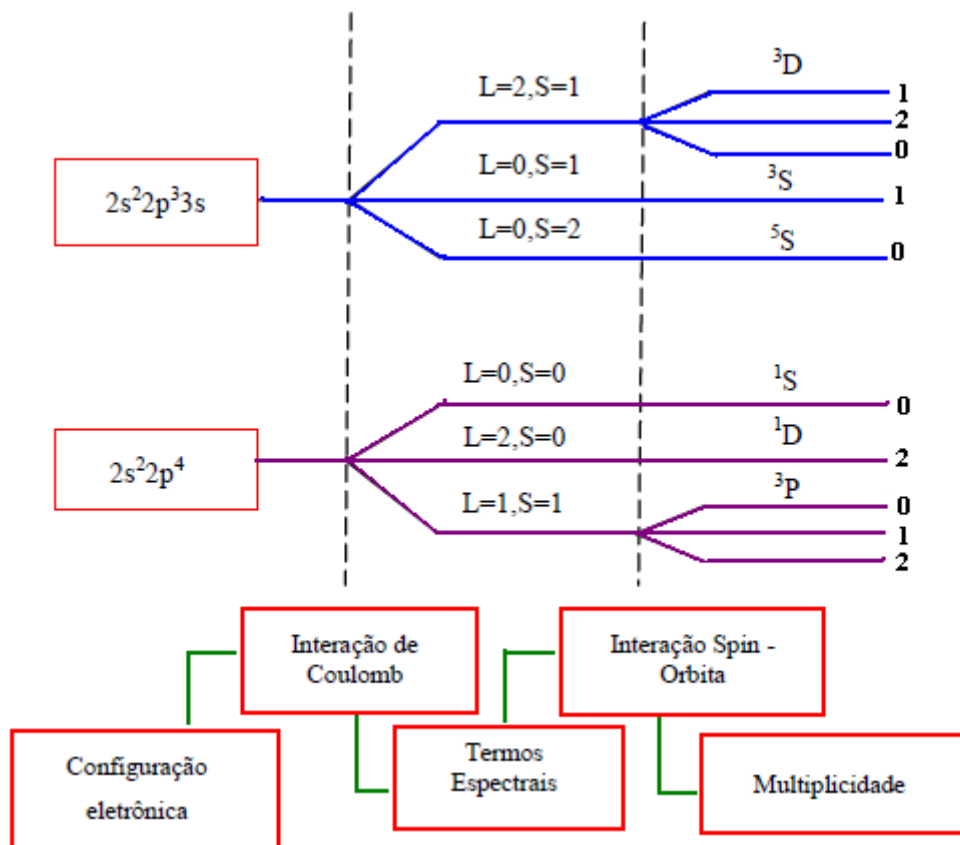 ³D
L=2,S=1
1
2
0
L=0,S=1
³S
1
2s²2p³3s
L=0,S=2
⁵S
0
L=0,S=0
¹S
0
L=2,S=0
¹D
2
2s²2p⁴
L=1,S=1
³P
0
1
2
Interação de
Coulomb
Interação Spin -
Orbita
Configuração
eletrônica
Termos
Espectrais
Multiplicidade